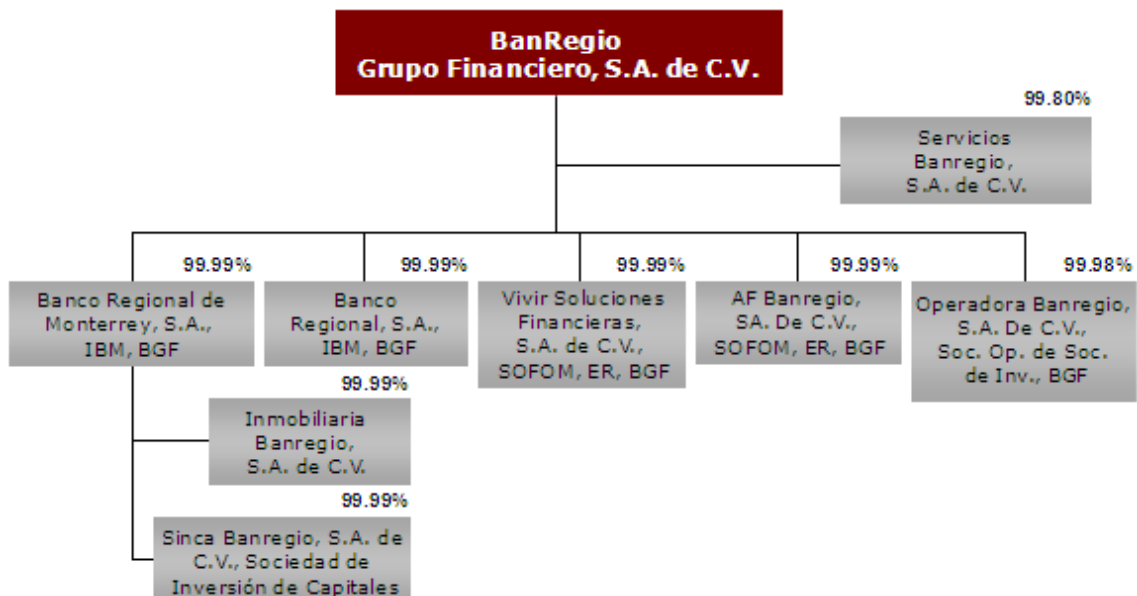 BanRegio
Grupo Financiero, S.A. de C.V.
99.80%
Servicios
Banregio,
S.A. de C.V.
99.99%
Banco Regional de
Monterrey, S.A.,
IBM, BGF
99.99%
Banco
Regional, S.A.,
IBM, BGF
99.99%
Vivir Soluciones
Financieras,
S.A. de C.V.,
SOFOM, ER, BGF
99.99%
AF Banregio,
SA. De C.V.,
SOFOM, ER, BGF
99.98%
Operadora Banregio,
S.A. De C.V.,
Soc. Op. de Soc.
de Inv., BGF
99.99%
Inmobiliaria
Banregio,
S.A. de C.V.
99.99%
Sinca Banregio, S.A. de
C.V., Sociedad de
Inversión de Capitales